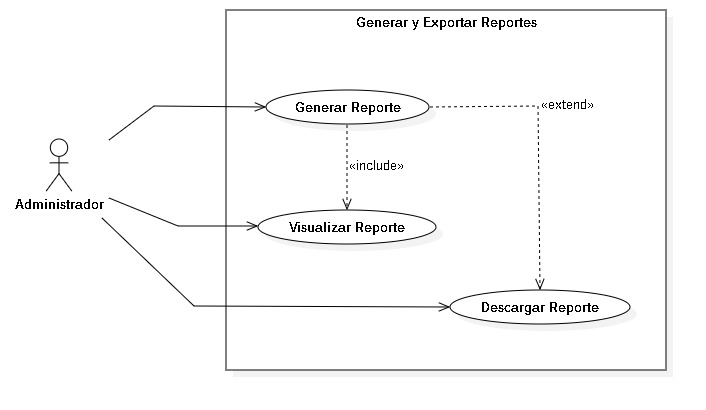 Generar y Exportar Reportes
Generar Reporte
«extend»
«include»
Administrador
Visualizar Reporte
Descargar Reporte